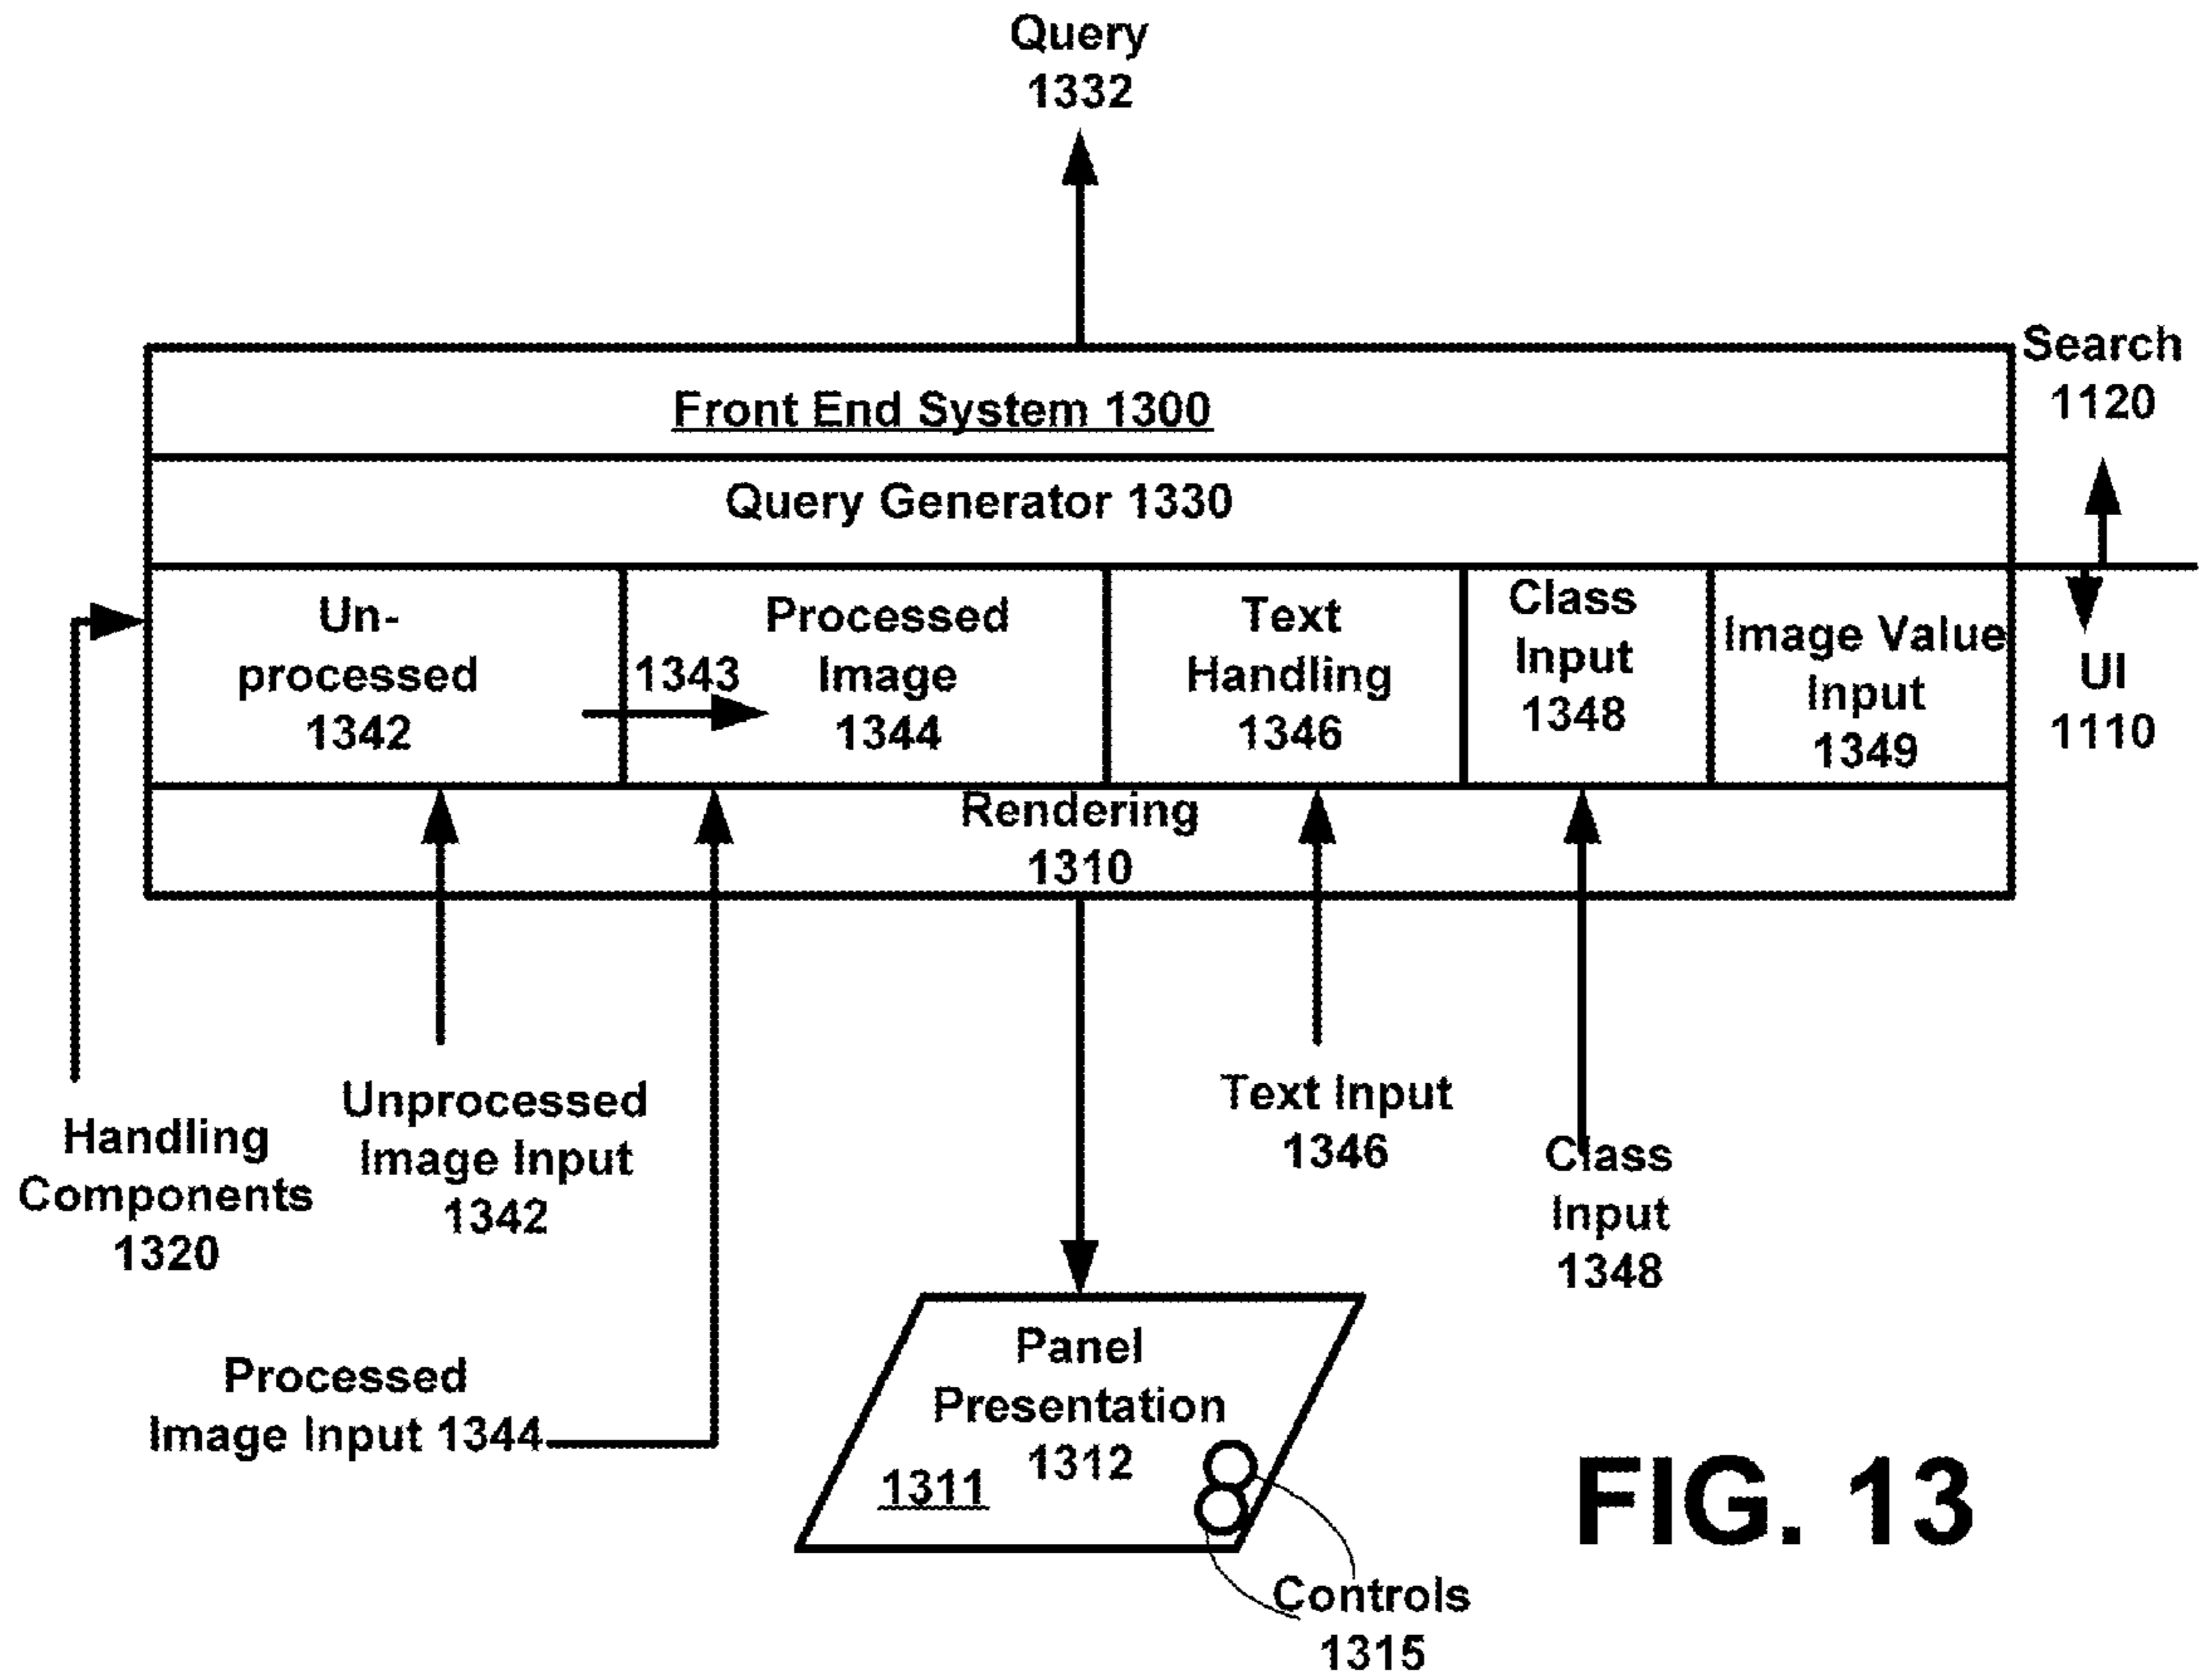 Query
1332
Search
1120
Front End System 1300
Query Generator 1330
Un-
processed
1342
1343
Processed
Image
1344
Text
Handling
1346
Class
Input
1348
Image Value
Input
1349
UI
1110
Rendering
1310
Handling
Components
1320
Unprocessed
Image Input
1342
Text Input
1346
Class
Input
1348
Processed
Image Input 1344
Panel
Presentation
1312
1311
Controls
1315
FIG. 13